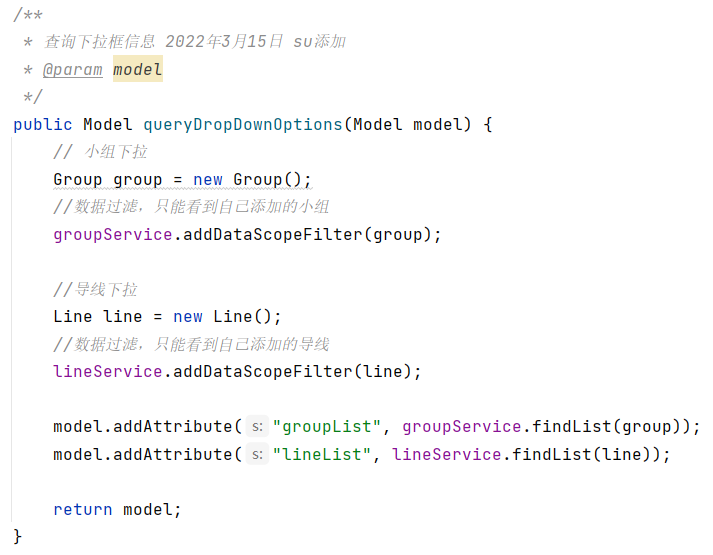 /**
 * 查询下拉框信息 2022年3月15日 su添加
 * @param model
 */
public Model queryDropDownOptions(Model model) {
    // 小组下拉
    Group group = new Group();
    //数据过滤，只能看到自己添加的小组
    groupService.addDataScopeFilter(group);
    //导线下拉
    Line line = new Line();
    //数据过滤，只能看到自己添加的导线
    lineService.addDataScopeFilter(line);
    model.addAttribute( s: "groupList", groupService.findList(group));
    model.addAttribute( s: "lineList", lineService.findList(line));
    return model;
}